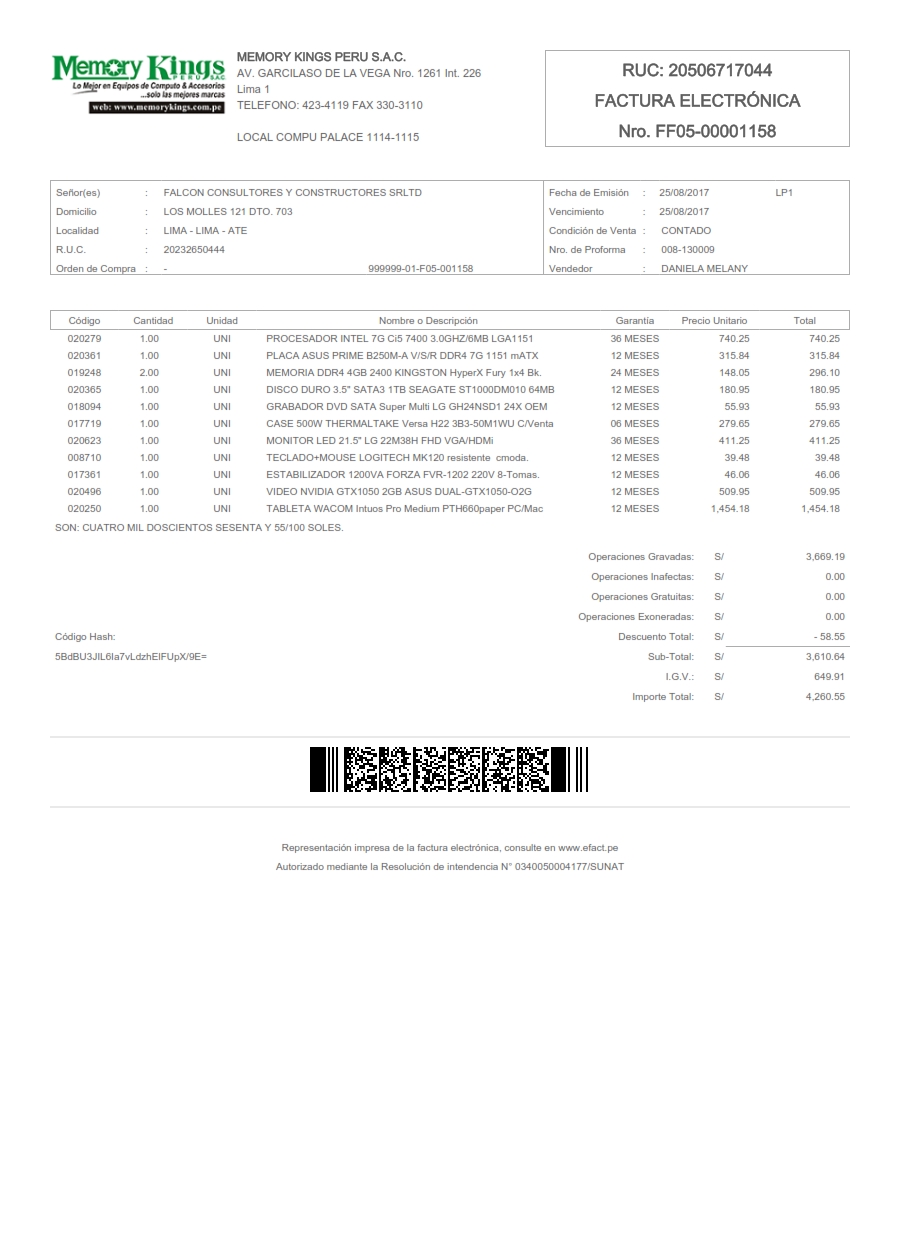 Memory Kings
PERU S.A.C.
Lo Mejor en Equipos de Computo & Accesorios
...solo las mejores marcas
web: www.memorykings.com.pe
MEMORY KINGS PERU S.A.C.
AV. GARCILASO DE LA VEGA Nro. 1261 Int. 226
Lima 1
TELEFONO: 423-4119 FAX 330-3110
LOCAL COMPU PALACE 1114-1115
RUC: 20506717044
FACTURA ELECTRÓNICA
Nro. FF05-00001158
Señor(es) : FALCON CONSULTORES Y CONSTRUCTORES SRLTD
Domicilio : LOS MOLLES 121 DTO. 703
Localidad : LIMA - LIMA - ATE
R.U.C. : 20232650444
Orden de Compra : - 999999-01-F05-001158
Fecha de Emisión : 25/08/2017 LP1
Vencimiento : 25/08/2017
Condición de Venta : CONTADO
Nro. de Proforma : 008-130009
Vendedor : DANIELA MELANY
Código Cantidad Unidad Nombre o Descripción Garantía Precio Unitario Total
020279 1.00 UNI PROCESADOR INTEL 7G Ci5 7400 3.0GHZ/6MB LGA1151 36 MESES 740.25 740.25
020361 1.00 UNI PLACA ASUS PRIME B250M-A V/S/R DDR4 7G 1151 mATX 12 MESES 315.84 315.84
019248 2.00 UNI MEMORIA DDR4 4GB 2400 KINGSTON HyperX Fury 1x4 Bk. 24 MESES 148.05 296.10
020365 1.00 UNI DISCO DURO 3.5" SATA3 1TB SEAGATE ST1000DM010 64MB 12 MESES 180.95 180.95
018094 1.00 UNI GRABADOR DVD SATA Super Multi LG GH24NSD1 24X OEM 12 MESES 55.93 55.93
017719 1.00 UNI CASE 500W THERMALTAKE Versa H22 3B3-50M1WU C/Venta 06 MESES 279.65 279.65
020623 1.00 UNI MONITOR LED 21.5" LG 22M38H FHD VGA/HDMi 36 MESES 411.25 411.25
008710 1.00 UNI TECLADO+MOUSE LOGITECH MK120 resistente cmoda. 12 MESES 39.48 39.48
017361 1.00 UNI ESTABILIZADOR 1200VA FORZA FVR-1202 220V 8-Tomas. 12 MESES 46.06 46.06
020496 1.00 UNI VIDEO NVIDIA GTX1050 2GB ASUS DUAL-GTX1050-O2G 12 MESES 509.95 509.95
020250 1.00 UNI TABLETA WACOM Intuos Pro Medium PTH660paper PC/Mac 12 MESES 1,454.18 1,454.18
SON: CUATRO MIL DOSCIENTOS SESENTA Y 55/100 SOLES.
Operaciones Gravadas: S/ 3,669.19
Operaciones Inafectas: S/ 0.00
Operaciones Gratuitas: S/ 0.00
Operaciones Exoneradas: S/ 0.00
Código Hash: Descuento Total: S/ - 58.55
5BdBU3JIL6Ia7vLdzhElFUpX/9E= Sub-Total: S/ 3,610.64
I.G.V.: S/ 649.91
Importe Total: S/ 4,260.55
Representación impresa de la factura electrónica, consulte en www.efact.pe
Autorizado mediante la Resolución de intendencia N° 0340050004177/SUNAT